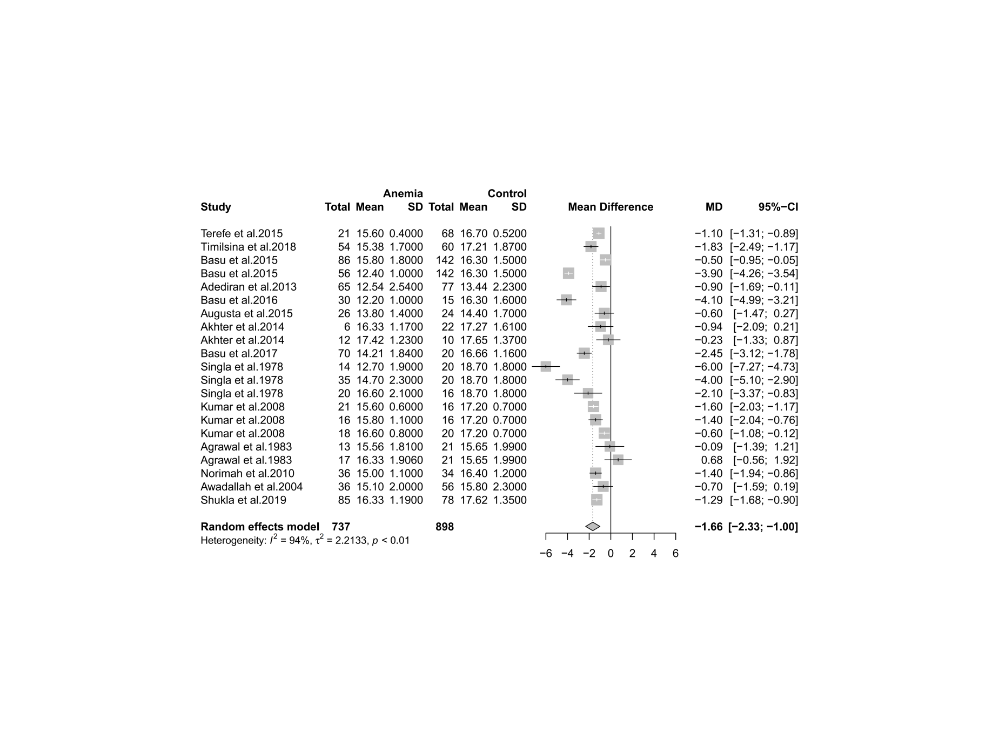 Anemia Control
Study Total Mean SD Total Mean SD Mean Difference MD 95%−CI
Terefe et al.2015 21 15.60 0.4000 68 16.70 0.5200 −1.10 [−1.31; −0.89]
Timilsina et al.2018 54 15.38 1.7000 60 17.21 1.8700 −1.83 [−2.49; −1.17]
Basu et al.2015 86 15.80 1.8000 142 16.30 1.5000 −0.50 [−0.95; −0.05]
Basu et al.2015 56 12.40 1.0000 142 16.30 1.5000 −3.90 [−4.26; −3.54]
Adediran et al.2013 65 12.54 2.5400 77 13.44 2.2300 −0.90 [−1.69; −0.11]
Basu et al.2016 30 12.20 1.0000 15 16.30 1.6000 −4.10 [−4.99; −3.21]
Augusta et al.2015 26 13.80 1.4000 24 14.40 1.7000 −0.60 [−1.47; 0.27]
Akhter et al.2014 6 16.33 1.1700 22 17.27 1.6100 −0.94 [−2.09; 0.21]
Akhter et al.2014 12 17.42 1.2300 10 17.65 1.3700 −0.23 [−1.33; 0.87]
Basu et al.2017 70 14.21 1.8400 20 16.66 1.1600 −2.45 [−3.12; −1.78]
Singla et al.1978 14 12.70 1.9000 20 18.70 1.8000 −6.00 [−7.27; −4.73]
Singla et al.1978 35 14.70 2.3000 20 18.70 1.8000 −4.00 [−5.10; −2.90]
Singla et al.1978 20 16.60 2.1000 16 18.70 1.8000 −2.10 [−3.37; −0.83]
Kumar et al.2008 21 15.60 0.6000 16 17.20 0.7000 −1.60 [−2.03; −1.17]
Kumar et al.2008 16 15.80 1.1000 16 17.20 0.7000 −1.40 [−2.04; −0.76]
Kumar et al.2008 18 16.60 0.8000 20 17.20 0.7000 −0.60 [−1.08; −0.12]
Agrawal et al.1983 13 15.56 1.8100 21 15.65 1.9900 −0.09 [−1.39; 1.21]
Agrawal et al.1983 17 16.33 1.9060 21 15.65 1.9900 0.68 [−0.56; 1.92]
Norimah et al.2010 36 15.00 1.1000 34 16.40 1.2000 −1.40 [−1.94; −0.86]
Awadallah et al.2004 36 15.10 2.0000 56 15.80 2.3000 −0.70 [−1.59; 0.19]
Shukla et al.2019 85 16.33 1.1900 78 17.62 1.3500 −1.29 [−1.68; −0.90]
Random effects model 737 898 −1.66 [−2.33; −1.00]
Heterogeneity: I² = 94%, τ² = 2.2133, p < 0.01
−6 −4 −2 0 2 4 6